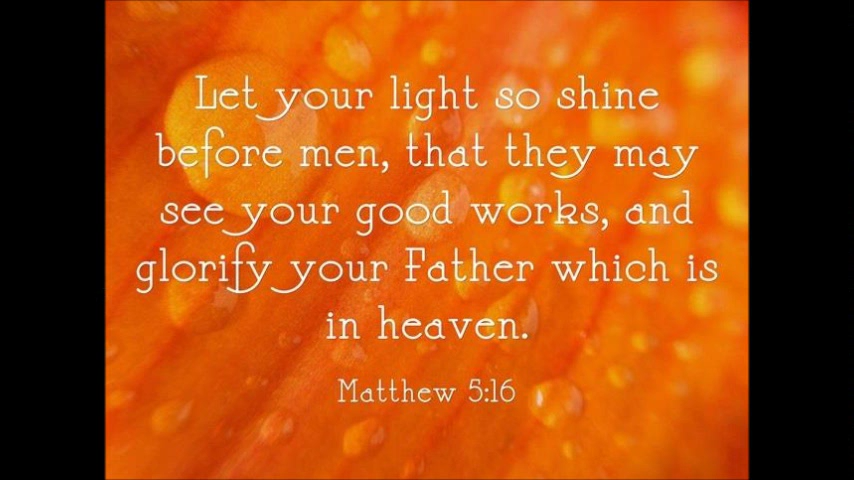 Let your light so shine
before men, that they may
see your good works, and
glorify your Father which is
in heaven.
Matthew 5:16